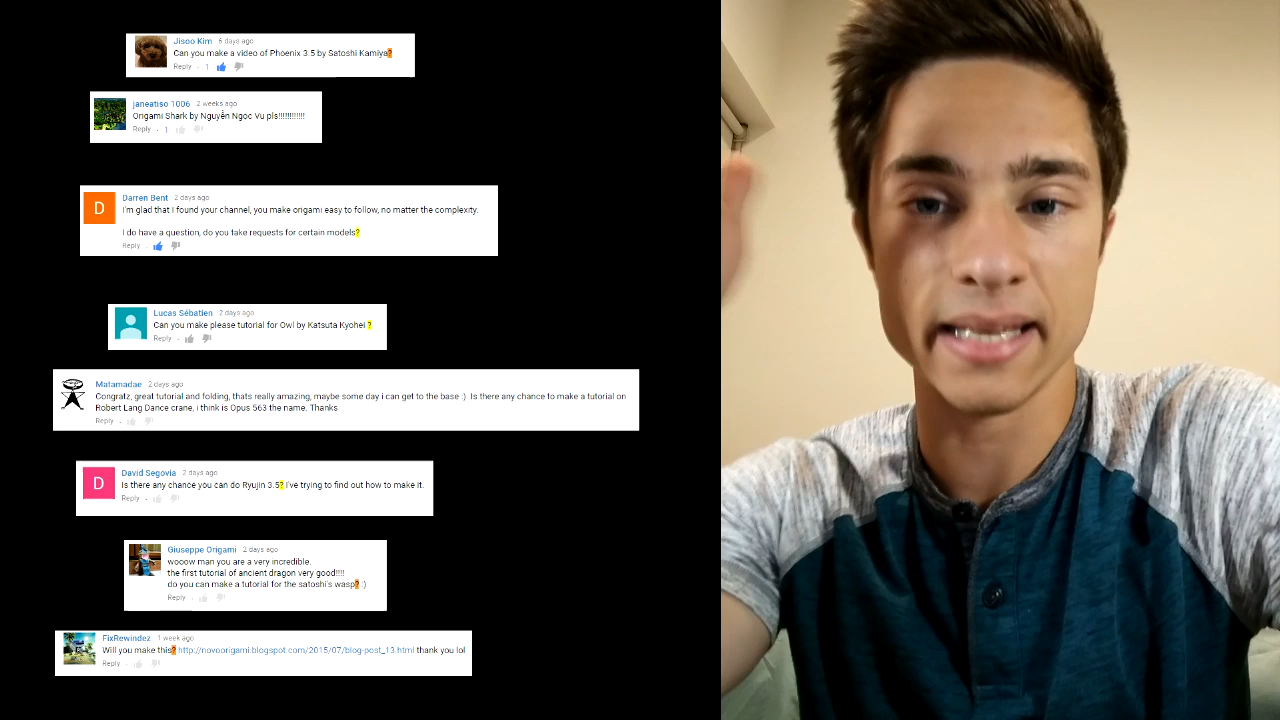 Jisoo Kim 6 days ago
Can you make a video of Phoenix 3.5 by Satoshi Kamiya?
Reply · 1
janeatiso 1006 2 weeks ago
Origami Shark by Nguyễn Ngọc Vu pls!!!!!!!!!!!!
Reply · 1
D
Darren Bent 2 days ago
I'm glad that I found your channel, you make origami easy to follow, no matter the complexity.
I do have a question, do you take requests for certain models?
Reply ·
Lucas Sébatien 2 days ago
Can you make please tutorial for Owl by Katsuta Kyohei ?
Reply ·
Matamadae 2 days ago
Congratz, great tutorial and folding, thats really amazing, maybe some day i can get to the base :). Is there any chance to make a tutorial on
Robert Lang Dance crane, i think is Opus 563 the name. Thanks
Reply ·
D
David Segovia 2 days ago
Is there any chance you can do Ryujin 3.5? I've trying to find out how to make it.
Reply ·
Giuseppe Origami 2 days ago
wooow man you are a very incredible.
the first tutorial of ancient dragon very good!!!!
do you can make a tutorial for the satoshi's wasp? :)
Reply ·
FixRewindez 1 week ago
Will you make this? http://novoorigami.blogspot.com/2015/07/blog-post_13.html thank you lol
Reply ·